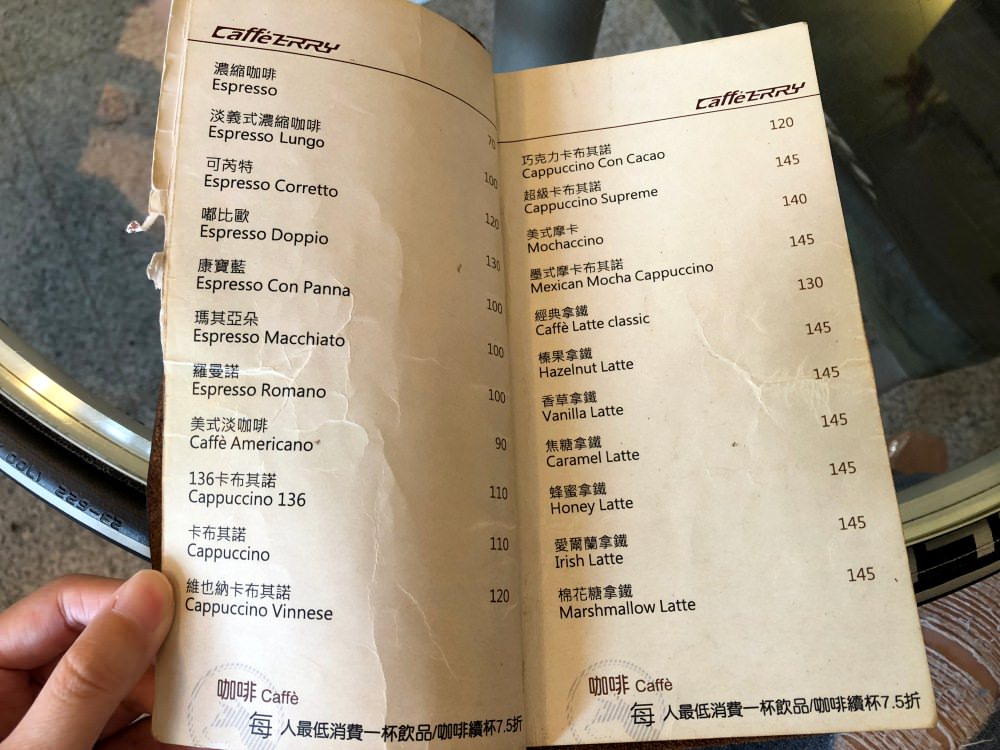 CaffèERRY
濃縮咖啡
Espresso 70
淡義式濃縮咖啡
Espresso Lungo 100
可芮特
Espresso Corretto 120
嘟比歐
Espresso Doppio 130
康寶藍
Espresso Con Panna 100
瑪其亞朵
Espresso Macchiato 100
羅曼諾
Espresso Romano 100
美式淡咖啡
Caffè Americano 90
136卡布其諾
Cappuccino 136 110
卡布其諾
Cappuccino 110
維也納卡布其諾
Cappuccino Vinnese 120
咖啡 Caffè
每人最低消費一杯飲品/咖啡續杯7.5折
CaffèERRY
巧克力卡布其諾
Cappuccino Con Cacao 120
超級卡布其諾
Cappuccino Supreme 145
美式摩卡
Mochaccino 140
墨式摩卡布其諾
Mexican Mocha Cappuccino 145
經典拿鐵
Caffè Latte classic 130
榛果拿鐵
Hazelnut Latte 145
香草拿鐵
Vanilla Latte 145
焦糖拿鐵
Caramel Latte 145
蜂蜜拿鐵
Honey Latte 145
愛爾蘭拿鐵
Irish Latte 145
棉花糖拿鐵
Marshmallow Latte 145
咖啡 Caffè
每人最低消費一杯飲品/咖啡續杯7.5折